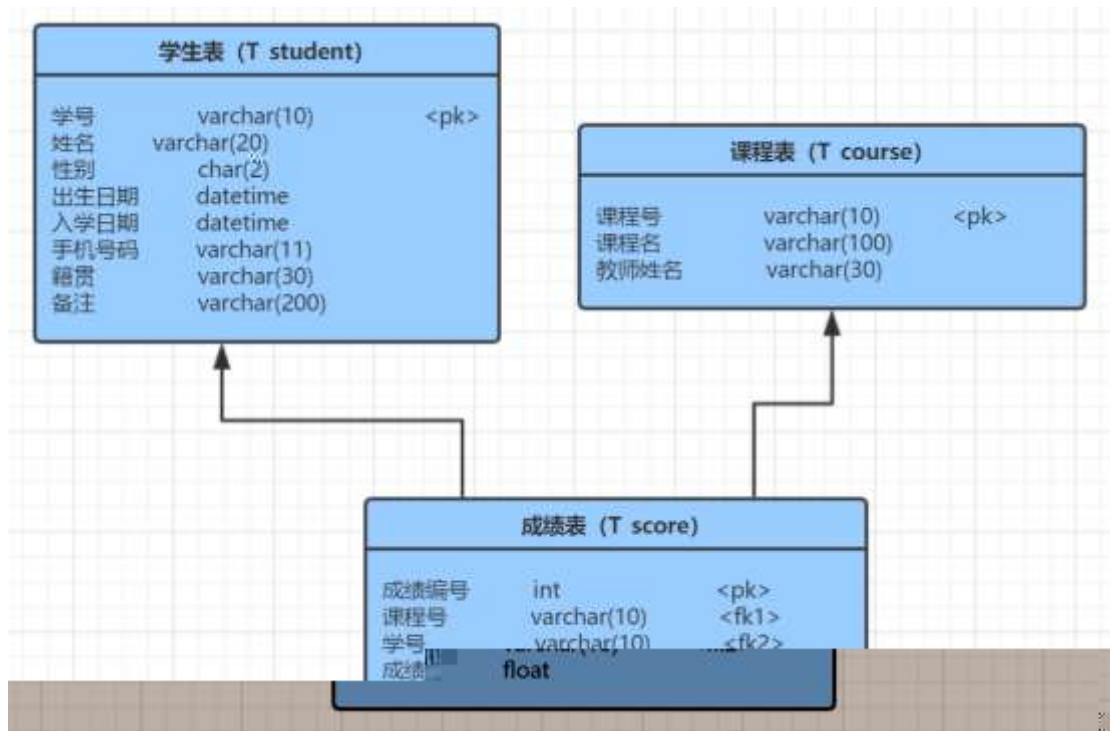 学生表（T student）
学号 varchar(10) <pk>
姓名 varchar(20)
性别 char(2)
出生日期 datetime
入学日期 datetime
手机号码 varchar(11)
籍贯 varchar(30)
备注 varchar(200)
课程表（T course）
课程号 varchar(10) <pk>
课程名 varchar(100)
教师姓名 varchar(30)
成绩表（T score）
成绩编号 int <pk>
课程号 varchar(10) <fk1>
学号 varchar(10) <fk2>
成绩 float